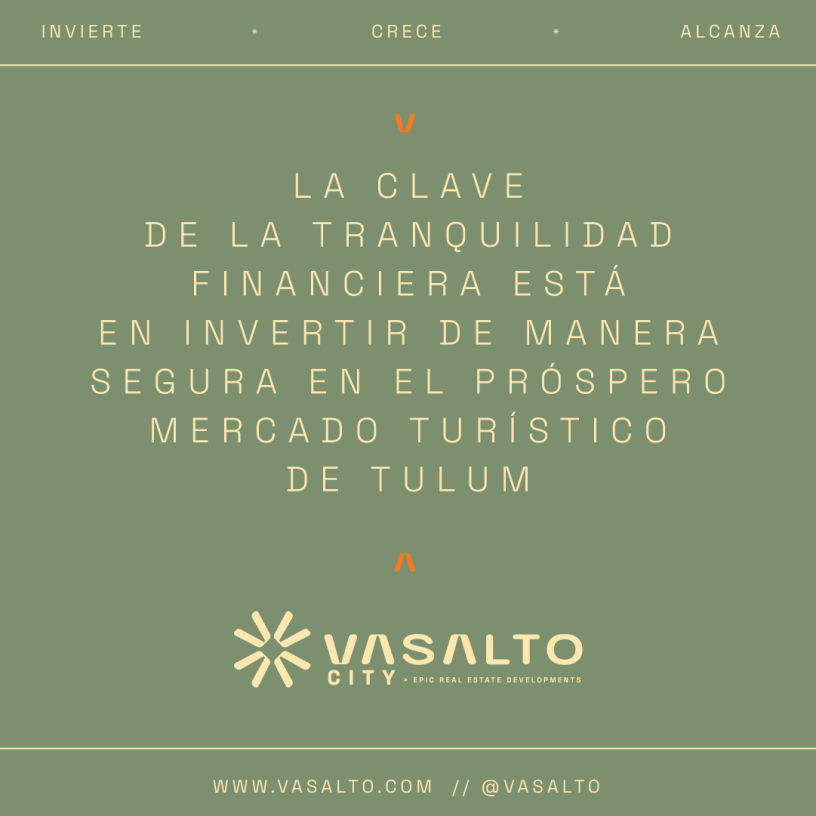 INVIERTE * CRECE * ALCANZA
LA CLAVE
DE LA TRANQUILIDAD
FINANCIERA ESTÁ
EN INVERTIR DE MANERA
SEGURA EN EL PRÓSPERO
MERCADO TURÍSTICO
DE TULUM
VASALTO
CITY > EPIC REAL ESTATE DEVELOPMENTS
WWW.VASALTO.COM // @VASALTO